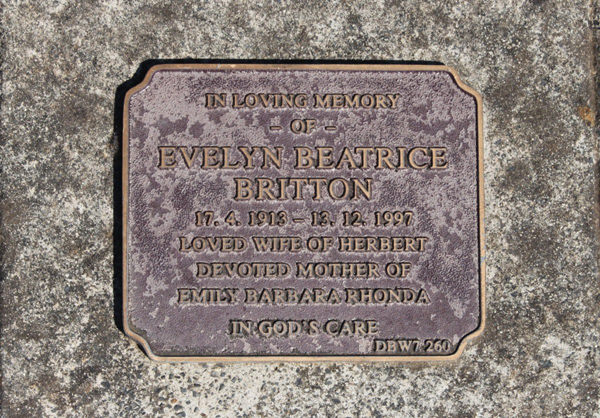 IN LOVING MEMORY
– OF –
EVELYN BEATRICE
BRITTON
17. 4. 1913 – 13. 12. 1997
LOVED WIFE OF HERBERT
DEVOTED MOTHER OF
EMILY BARBARA RHONDA
IN GOD'S CARE
DBW7 260